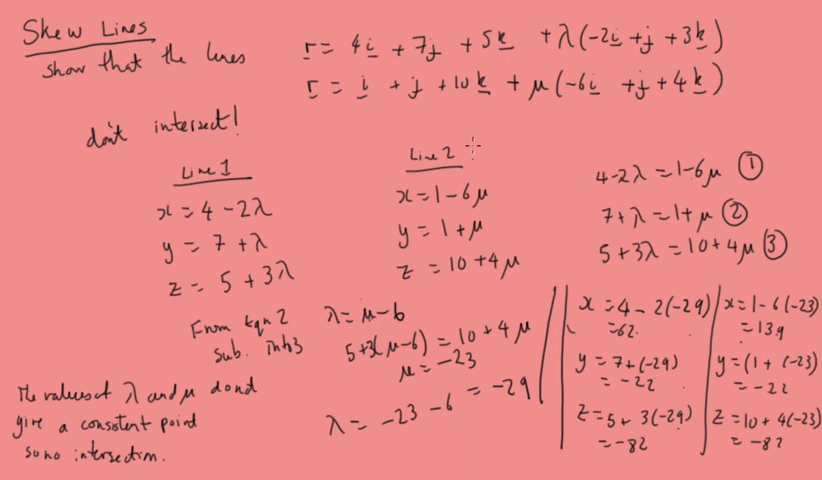 Skew Lines
show that the lines
don't intersect!
r = 4i + 7j + 5k + λ(-2i + j + 3k)
r = i + j + 10k + μ(-6i + j + 4k)
Line 1
x = 4 - 2λ
y = 7 + λ
z = 5 + 3λ
Line 2
x = 1 - 6μ
y = 1 + μ
z = 10 + 4μ
4 - 2λ = 1 - 6μ ①
7 + λ = 1 + μ ②
5 + 3λ = 10 + 4μ ③
From Eqn 2
sub. into 3
λ = μ - 6
5 + 3(μ - 6) = 10 + 4μ
μ = -23
λ = -23 - 6 = -29
x = 4 - 2(-29)
= 62
y = 7 + (-29)
= -22
z = 5 + 3(-29)
= -82
x = 1 - 6(-23)
= 139
y = (1 + (-23)
= -22
z = 10 + 4(-23)
= -82
The values of λ and μ do not
give a consistent point
so no intersection.